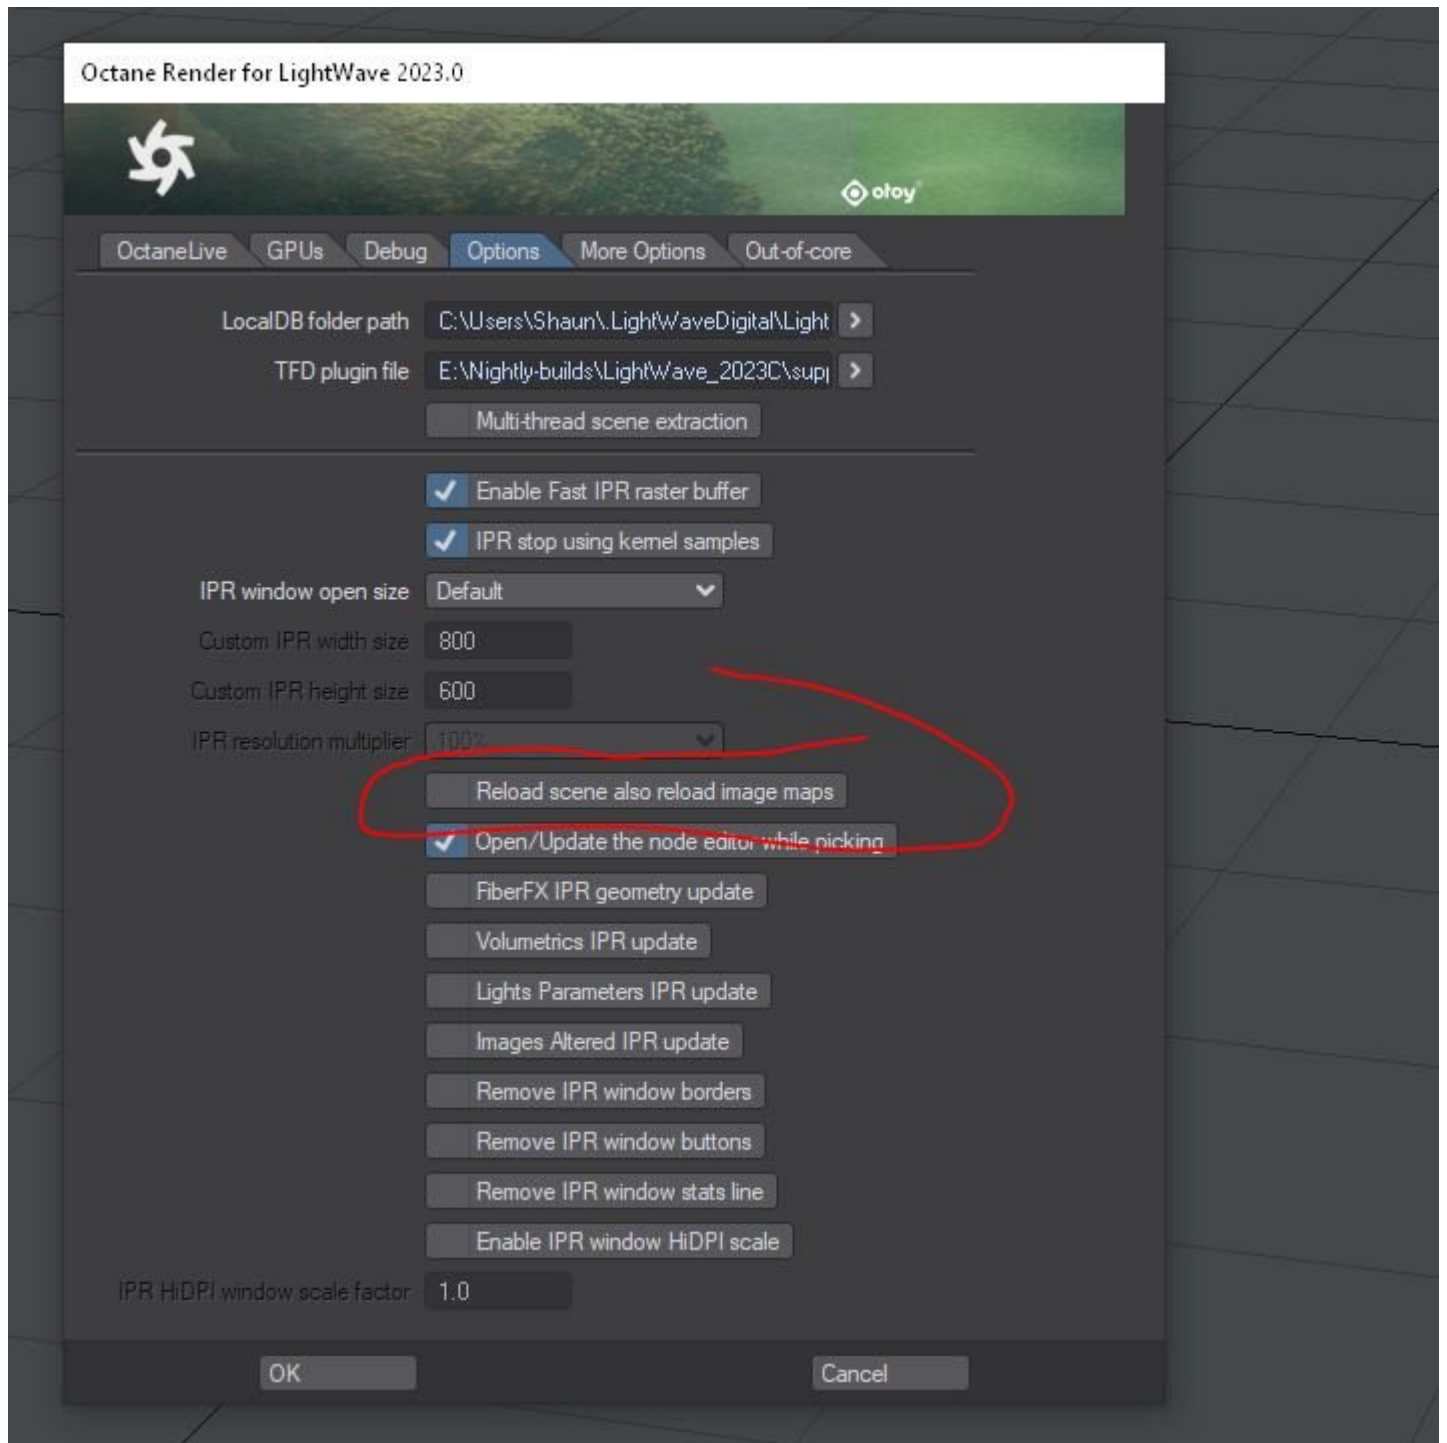 Octane Render for LightWave 2023.0
otoy
OctaneLive GPUs Debug Options More Options Out-of-core
LocalDB folder path C:\Users\Shaun\.LightWaveDigital\Light
TFD plugin file E:\Nightly-builds\LightWave_2023C\supp
Multi-thread scene extraction
Enable Fast IPR raster buffer
IPR stop using kernel samples
IPR window open size Default
Custom IPR width size 800
Custom IPR height size 600
IPR resolution multiplier 100%
Reload scene also reload image maps
Open/Update the node editor while picking
FiberFX IPR geometry update
Volumetrics IPR update
Lights Parameters IPR update
Images Altered IPR update
Remove IPR window borders
Remove IPR window buttons
Remove IPR window stats line
Enable IPR window HiDPI scale
IPR HiDPI window scale factor 1.0
OK Cancel